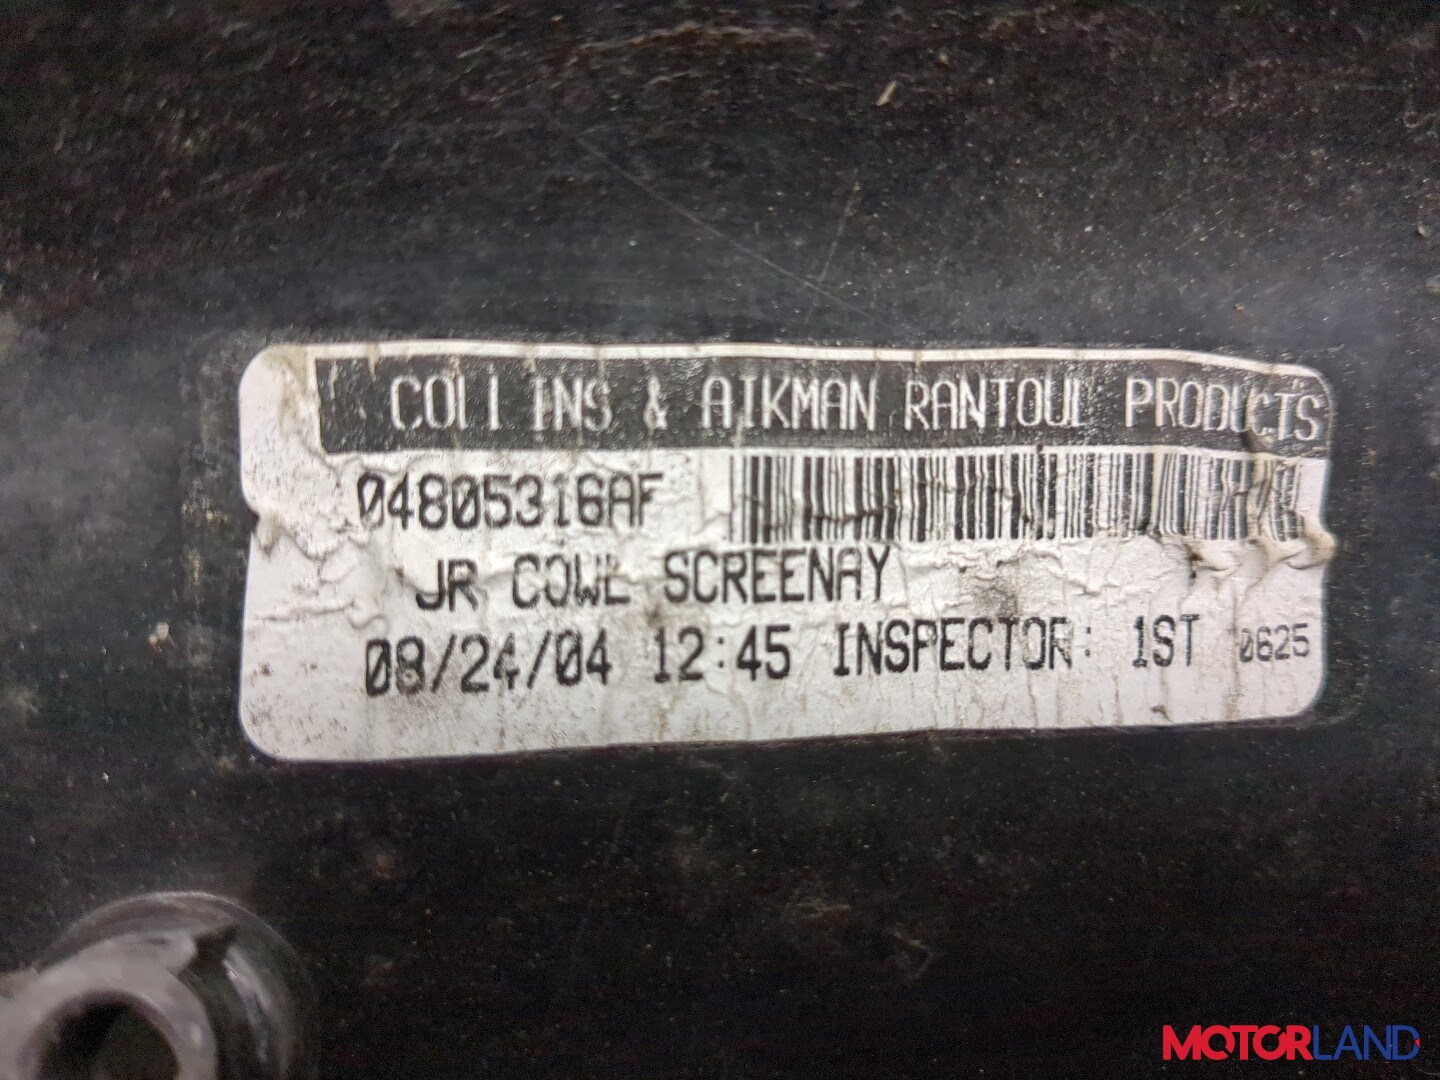 COLLINS & AIKMAN RANTOUL PRODUCTS
04805316AF
JR COWL SCREENAY
08/24/04 12:45 INSPECTOR: 1ST 0625
MOTORLAND